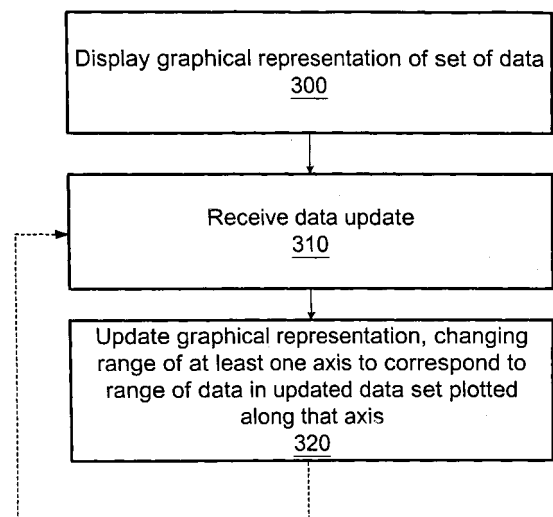 Display graphical representation of set of data
300
Receive data update
310
Update graphical representation, changing
range of at least one axis to correspond to
range of data in updated data set plotted
along that axis
320